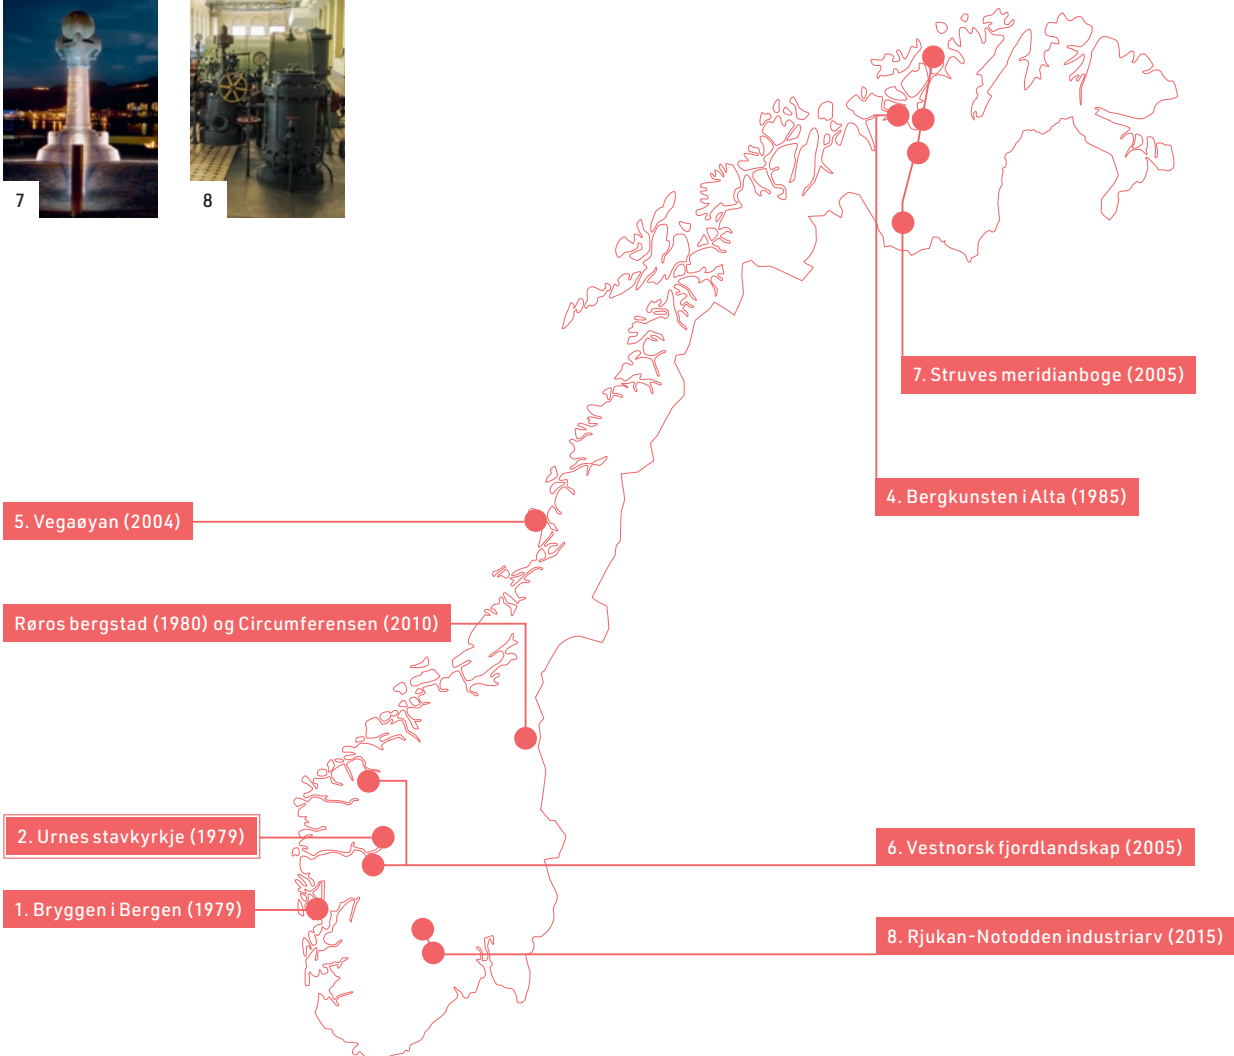 7
8
7. Struves meridianboge (2005)
4. Bergkunsten i Alta (1985)
5. Vegaøyan (2004)
Røros bergstad (1980) og Circumferensen (2010)
2. Urnes stavkyrkje (1979)
6. Vestnorsk fjordlandskap (2005)
1. Bryggen i Bergen (1979)
8. Rjukan-Notodden industriarv (2015)